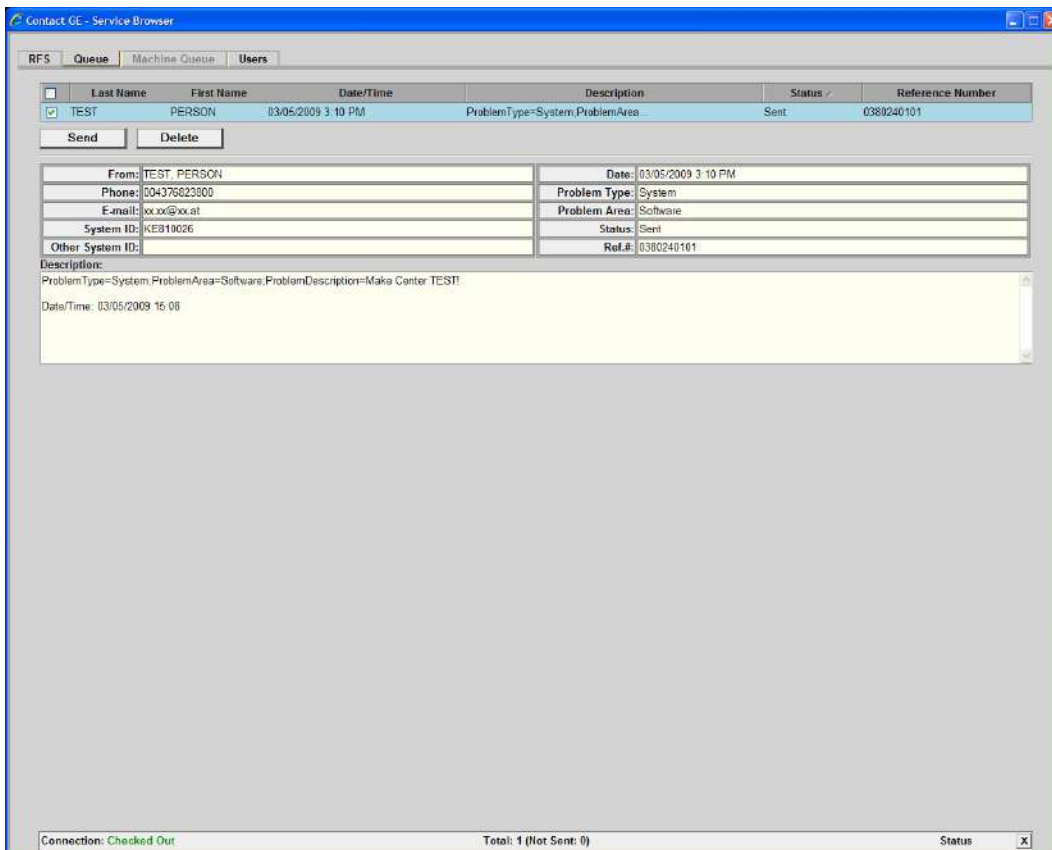 Contact GE - Service Browser
RFS Queue Machine Queue Users
Last Name First Name Date/Time Description Status Reference Number
TEST PERSON 03/05/2009 3:10 PM ProblemType=System,ProblemArea... Sent 0380240101
Send Delete
From: TEST, PERSON Date: 03/05/2009 3:10 PM
Phone: 004376823800 Problem Type: System
E-mail: xx.xx@xx.at Problem Area: Software
System ID: KE810026 Status: Sent
Other System ID: Ref.#: 0380240101
Description:
ProblemType=System,ProblemArea=Software,ProblemDescription=Make Center TEST!
Date/Time: 03/05/2009 15:08
Connection: Checked Out Total: 1 (Not Sent: 0) Status X